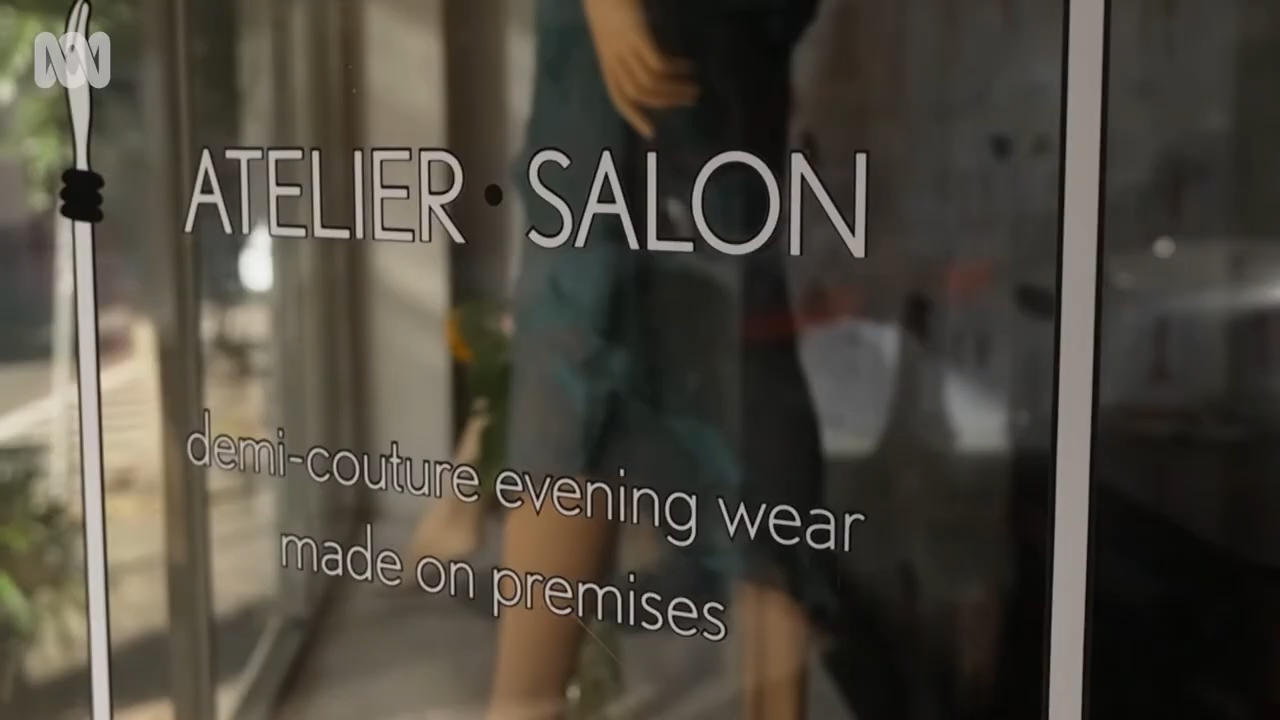 ATELIER • SALON
demi-couture evening wear
made on premises